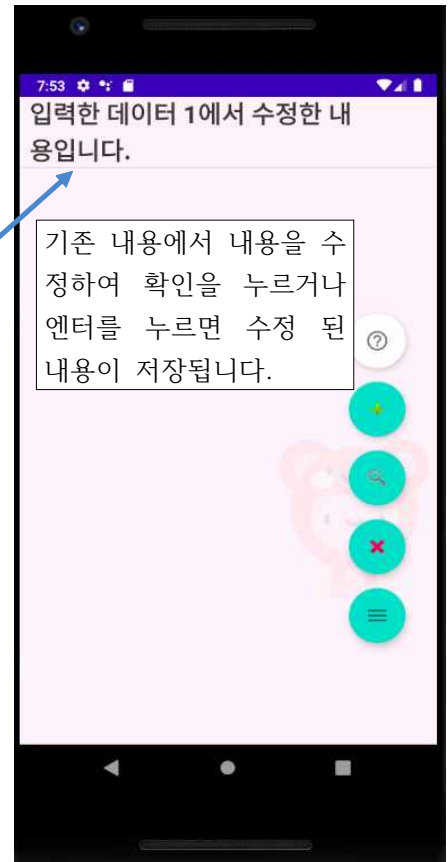 7:53
입력한 데이터 1에서 수정한 내
용입니다.
기존 내용에서 내용을 수
정하여 확인을 누르거나
엔터를 누르면 수정 된
내용이 저장됩니다.